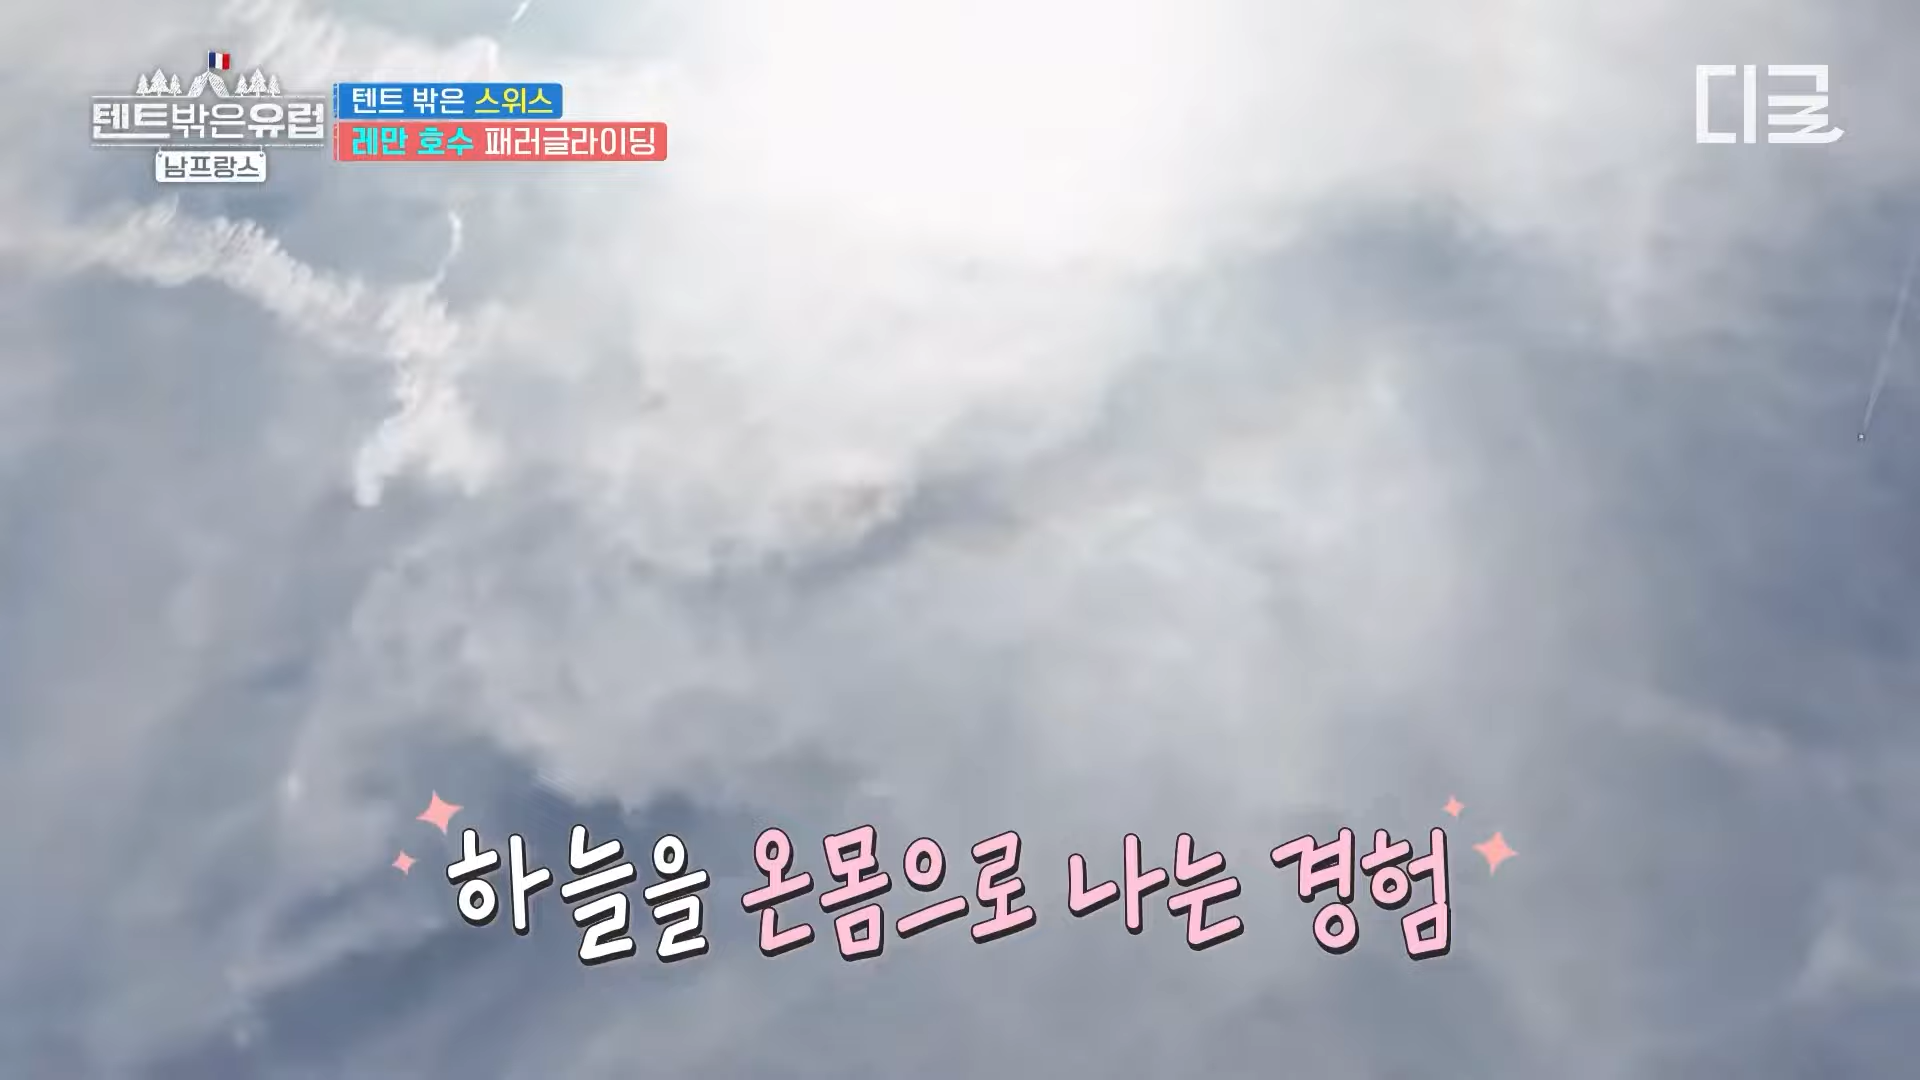 텐트밖은유럽
남프랑스
텐트 밖은 스위스
레만 호수 패러글라이딩
디글
하늘을 온몸으로 나는 경험